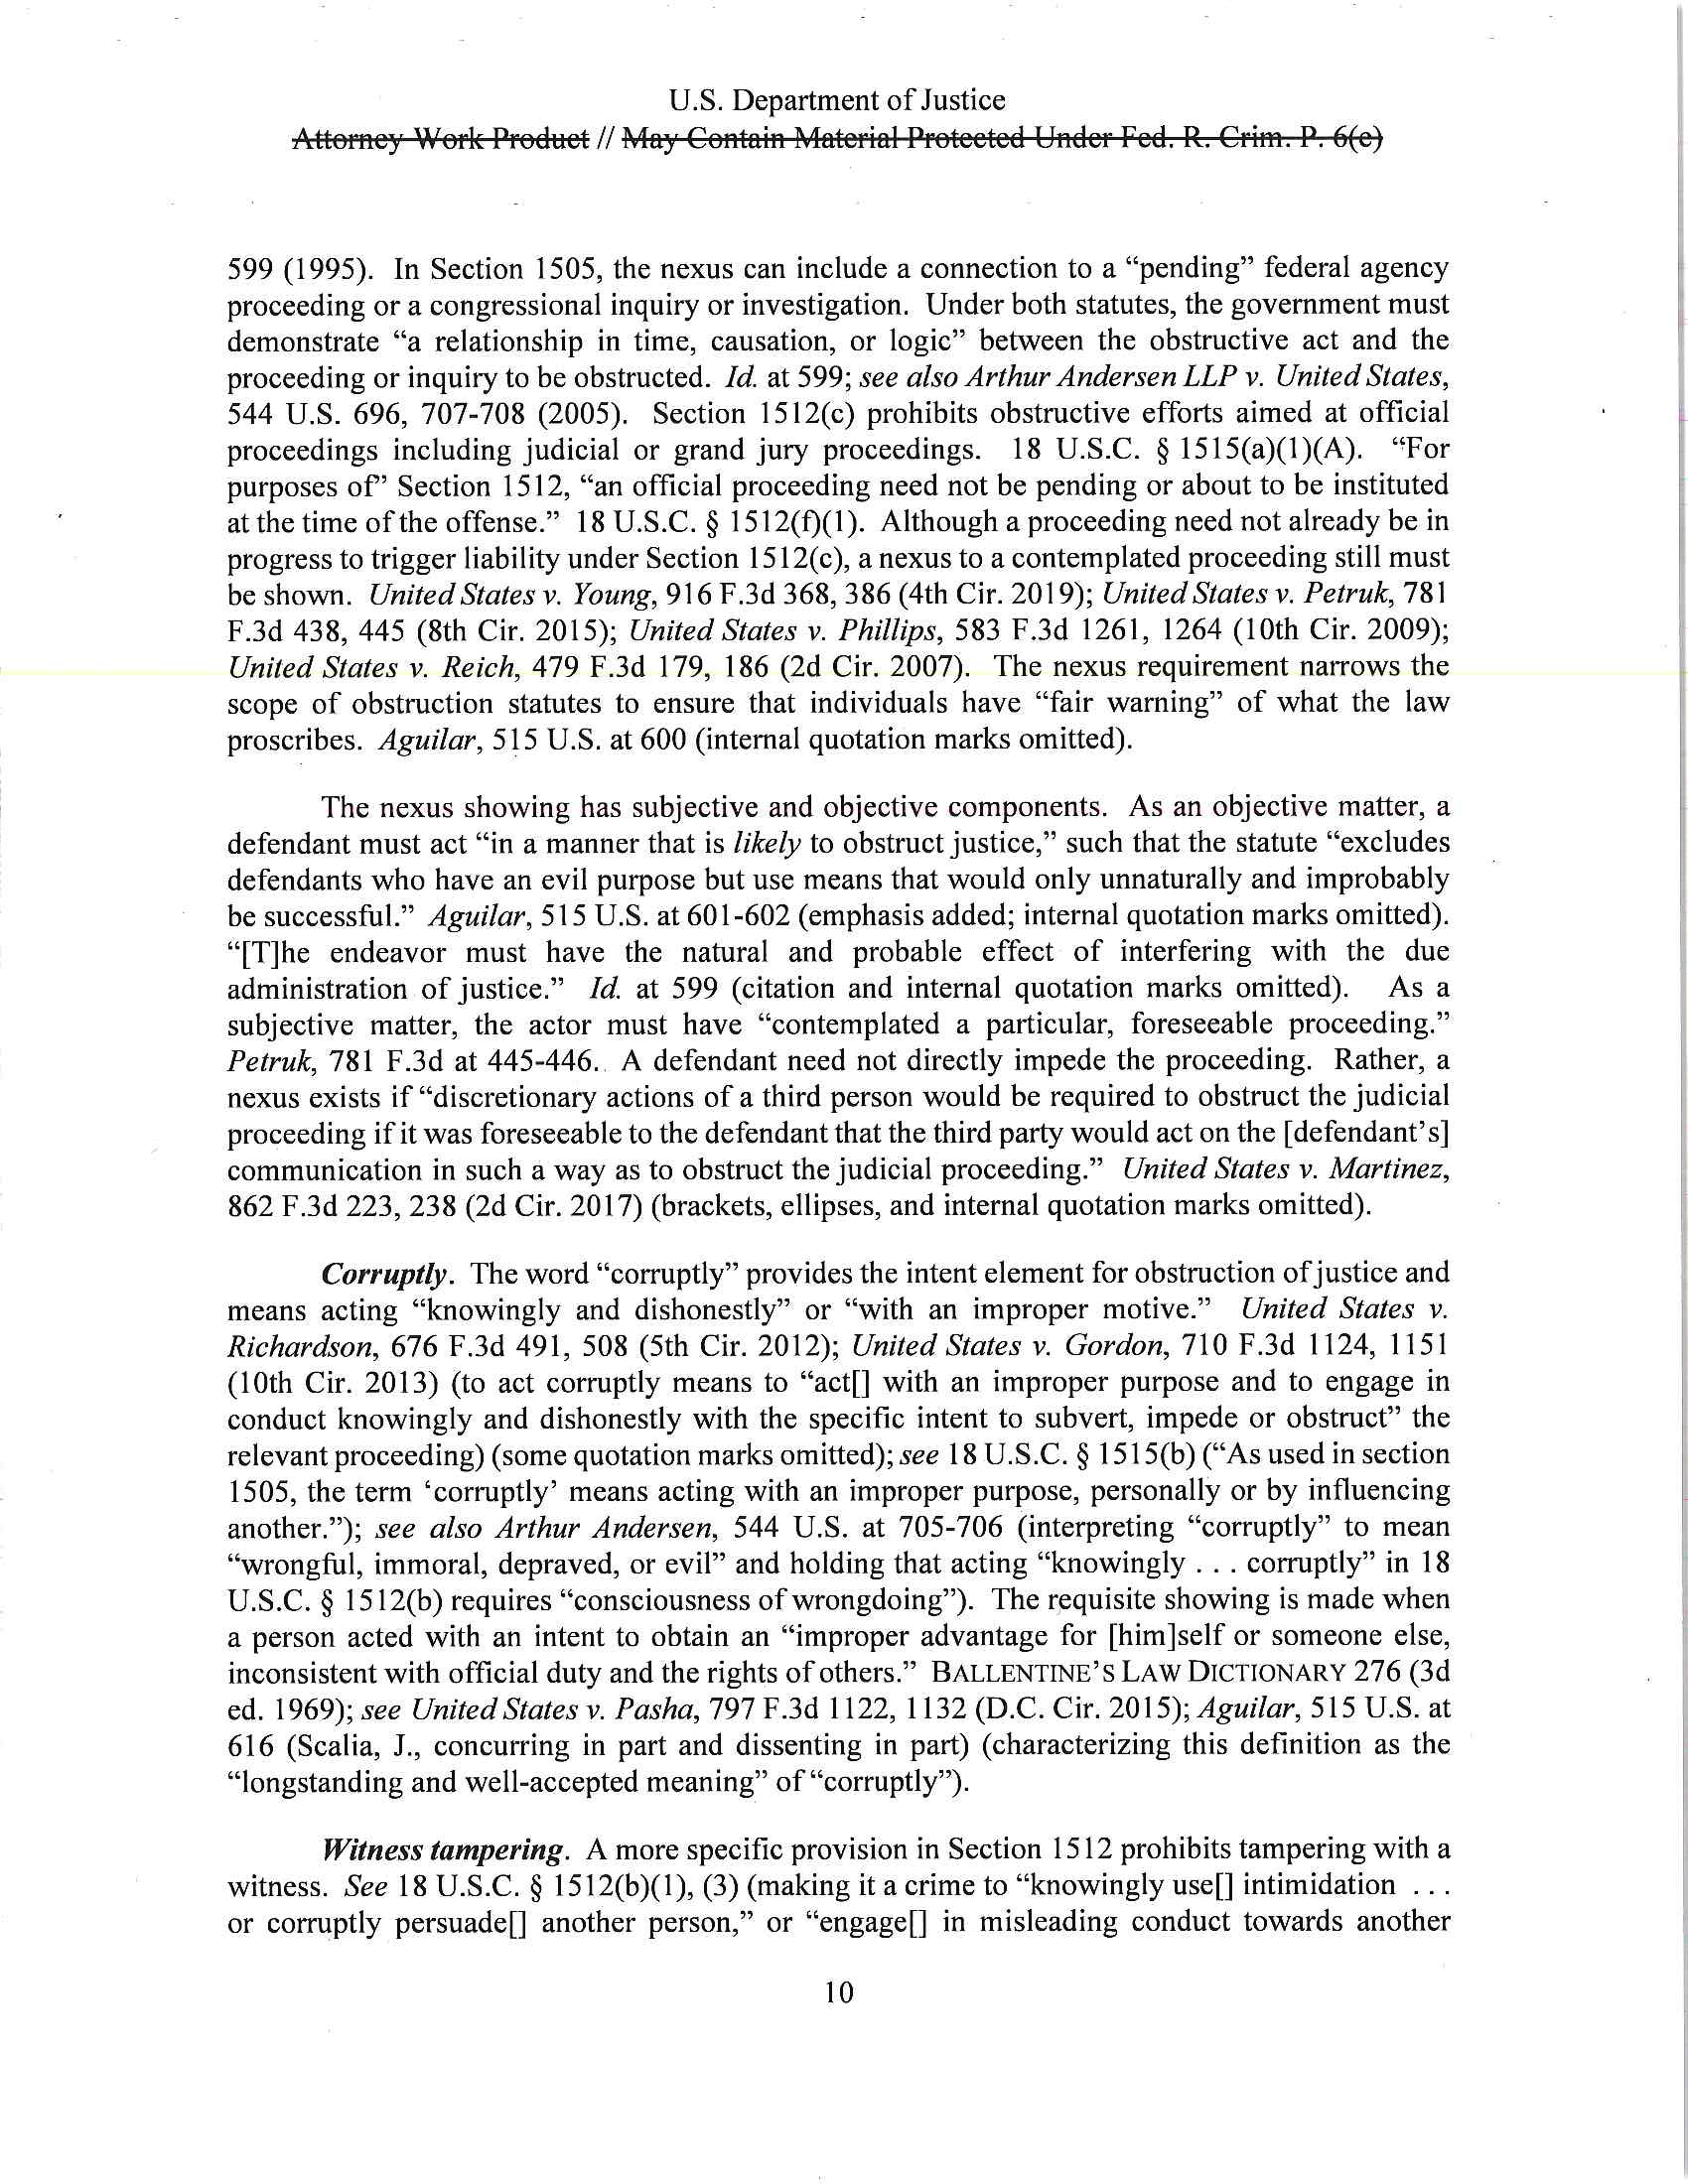 U.S. Department of Justice
Attorney Work Product // May Contain Material Protected Under Fed. R. Crim. P. 6(e)
599 (1995). In Section 1505, the nexus can include a connection to a “pending” federal agency
proceeding or a congressional inquiry or investigation. Under both statutes, the government must
demonstrate “a relationship in time, causation, or logic” between the obstructive act and the
proceeding or inquiry to be obstructed. Id. at 599; see also Arthur Andersen LLP v. United States,
544 U.S. 696, 707-708 (2005). Section 1512(c) prohibits obstructive efforts aimed at official
proceedings including judicial or grand jury proceedings. 18 U.S.C. § 1515(a)(1)(A). “For
purposes of” Section 1512, “an official proceeding need not be pending or about to be instituted
at the time of the offense.” 18 U.S.C. § 1512(f)(1). Although a proceeding need not already be in
progress to trigger liability under Section 1512(c), a nexus to a contemplated proceeding still must
be shown. United States v. Young, 916 F.3d 368, 386 (4th Cir. 2019); United States v. Petruk, 781
F.3d 438, 445 (8th Cir. 2015); United States v. Phillips, 583 F.3d 1261, 1264 (10th Cir. 2009);
United States v. Reich, 479 F.3d 179, 186 (2d Cir. 2007). The nexus requirement narrows the
scope of obstruction statutes to ensure that individuals have “fair warning” of what the law
proscribes. Aguilar, 515 U.S. at 600 (internal quotation marks omitted).
The nexus showing has subjective and objective components. As an objective matter, a
defendant must act “in a manner that is likely to obstruct justice,” such that the statute “excludes
defendants who have an evil purpose but use means that would only unnaturally and improbably
be successful.” Aguilar, 515 U.S. at 601-602 (emphasis added; internal quotation marks omitted).
“[T]he endeavor must have the natural and probable effect of interfering with the due
administration of justice.” Id. at 599 (citation and internal quotation marks omitted). As a
subjective matter, the actor must have “contemplated a particular, foreseeable proceeding.”
Petruk, 781 F.3d at 445-446. A defendant need not directly impede the proceeding. Rather, a
nexus exists if “discretionary actions of a third person would be required to obstruct the judicial
proceeding if it was foreseeable to the defendant that the third party would act on the [defendant’s]
communication in such a way as to obstruct the judicial proceeding.” United States v. Martinez,
862 F.3d 223, 238 (2d Cir. 2017) (brackets, ellipses, and internal quotation marks omitted).
Corruptly. The word “corruptly” provides the intent element for obstruction of justice and
means acting “knowingly and dishonestly” or “with an improper motive.” United States v.
Richardson, 676 F.3d 491, 508 (5th Cir. 2012); United States v. Gordon, 710 F.3d 1124, 1151
(10th Cir. 2013) (to act corruptly means to “act[] with an improper purpose and to engage in
conduct knowingly and dishonestly with the specific intent to subvert, impede or obstruct” the
relevant proceeding) (some quotation marks omitted); see 18 U.S.C. § 1515(b) (“As used in section
1505, the term ‘corruptly’ means acting with an improper purpose, personally or by influencing
another.”); see also Arthur Andersen, 544 U.S. at 705-706 (interpreting “corruptly” to mean
“wrongful, immoral, depraved, or evil” and holding that acting “knowingly . . . corruptly” in 18
U.S.C. § 1512(b) requires “consciousness of wrongdoing”). The requisite showing is made when
a person acted with an intent to obtain an “improper advantage for [him]self or someone else,
inconsistent with official duty and the rights of others.” BALLENTINE’S LAW DICTIONARY 276 (3d
ed. 1969); see United States v. Pasha, 797 F.3d 1122, 1132 (D.C. Cir. 2015); Aguilar, 515 U.S. at
616 (Scalia, J., concurring in part and dissenting in part) (characterizing this definition as the
“longstanding and well-accepted meaning” of “corruptly”).
Witness tampering. A more specific provision in Section 1512 prohibits tampering with a
witness. See 18 U.S.C. § 1512(b)(1), (3) (making it a crime to “knowingly use[] intimidation . . .
or corruptly persuade[] another person,” or “engage[] in misleading conduct towards another
10